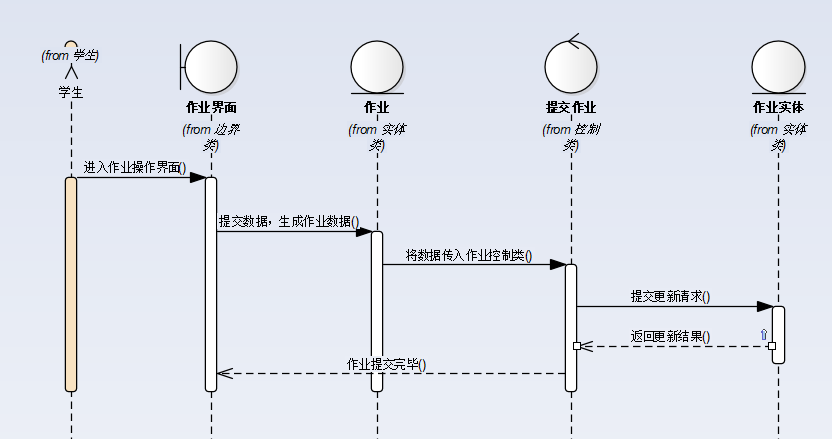 (from 学生)
学生
作业界面
(from 边界
类)
作业
(from 实体
类)
提交作业
(from 控制
类)
作业实体
(from 实体
类)
进入作业操作界面()
提交数据，生成作业数据()
将数据传入作业控制类()
提交更新请求()
返回更新结果()
作业提交完毕()